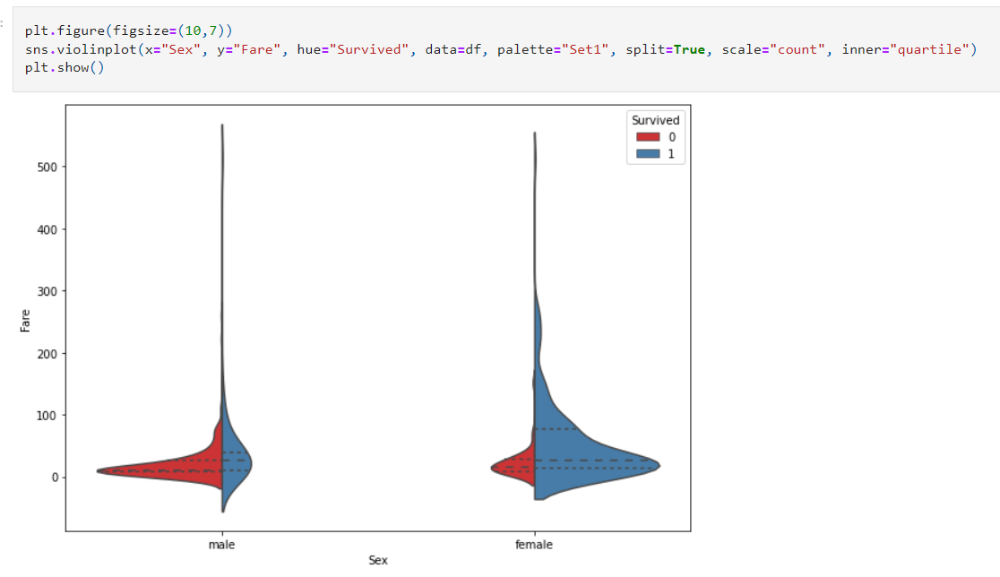 :
plt.figure(figsize=(10,7))
sns.violinplot(x="Sex", y="Fare", hue="Survived", data=df, palette="Set1", split=True, scale="count", inner="quartile")
plt.show()
Survived
0
1
500
400
300
200
100
0
Fare
male female
Sex